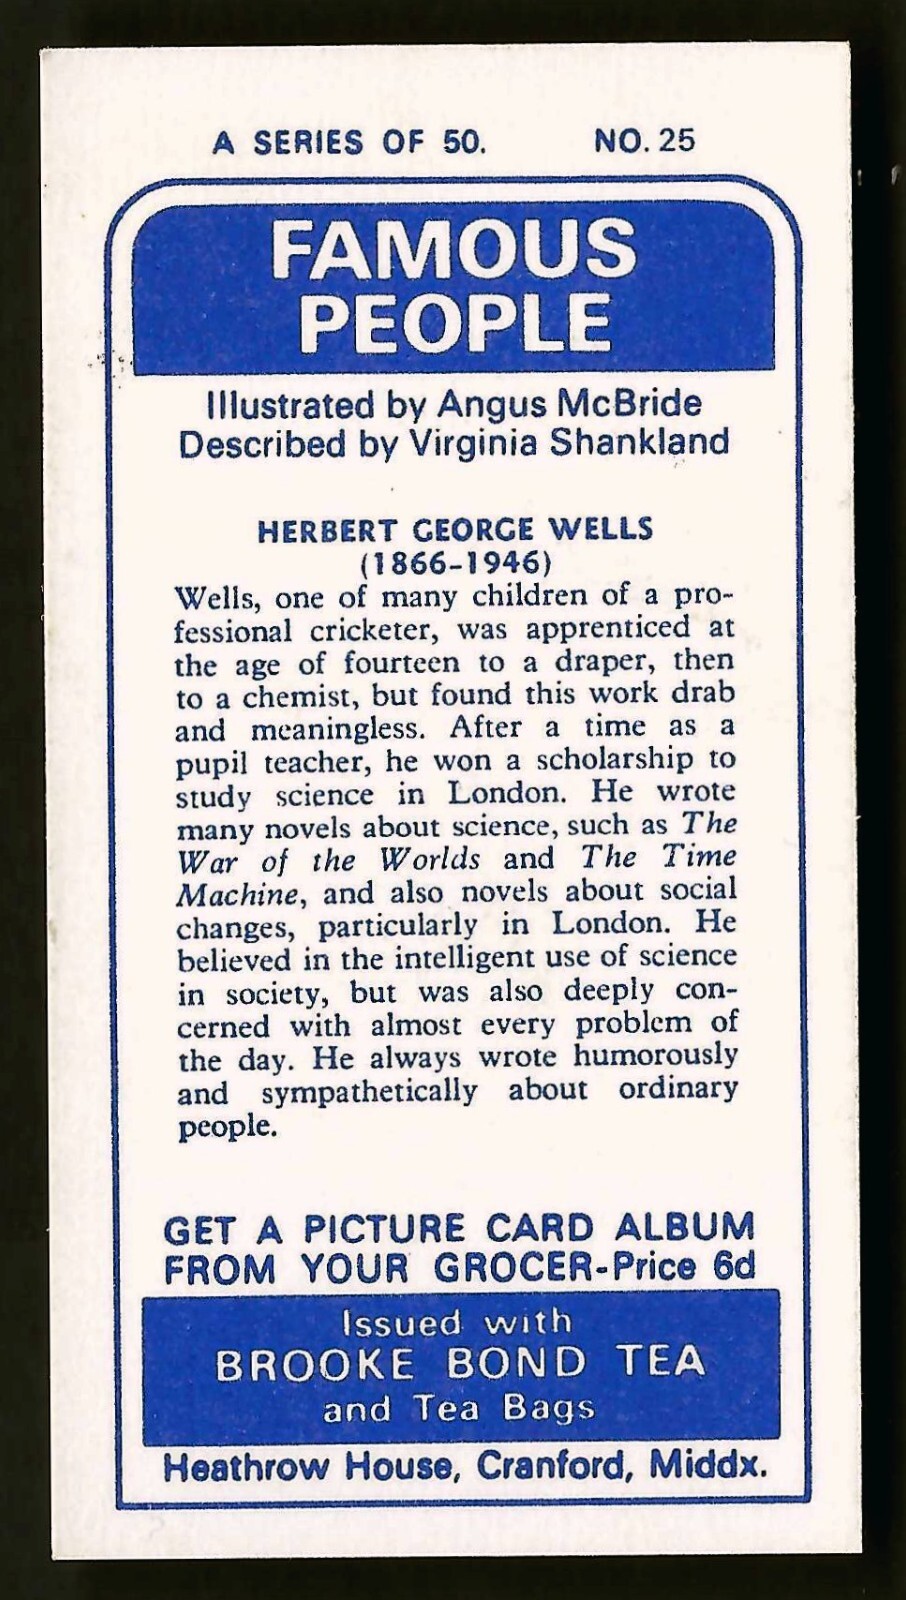 A SERIES OF 50. NO. 25
FAMOUS
PEOPLE
Illustrated by Angus McBride
Described by Virginia Shankland
HERBERT GEORGE WELLS
(1866-1946)
Wells, one of many children of a pro-
fessional cricketer, was apprenticed at
the age of fourteen to a draper, then
to a chemist, but found this work drab
and meaningless. After a time as a
pupil teacher, he won a scholarship to
study science in London. He wrote
many novels about science, such as The
War of the Worlds and The Time
Machine, and also novels about social
changes, particularly in London. He
believed in the intelligent use of science
in society, but was also deeply con-
cerned with almost every problem of
the day. He always wrote humorously
and sympathetically about ordinary
people.
GET A PICTURE CARD ALBUM
FROM YOUR GROCER-Price 6d
Issued with
BROOKE BOND TEA
and Tea Bags
Heathrow House, Cranford, Middx.